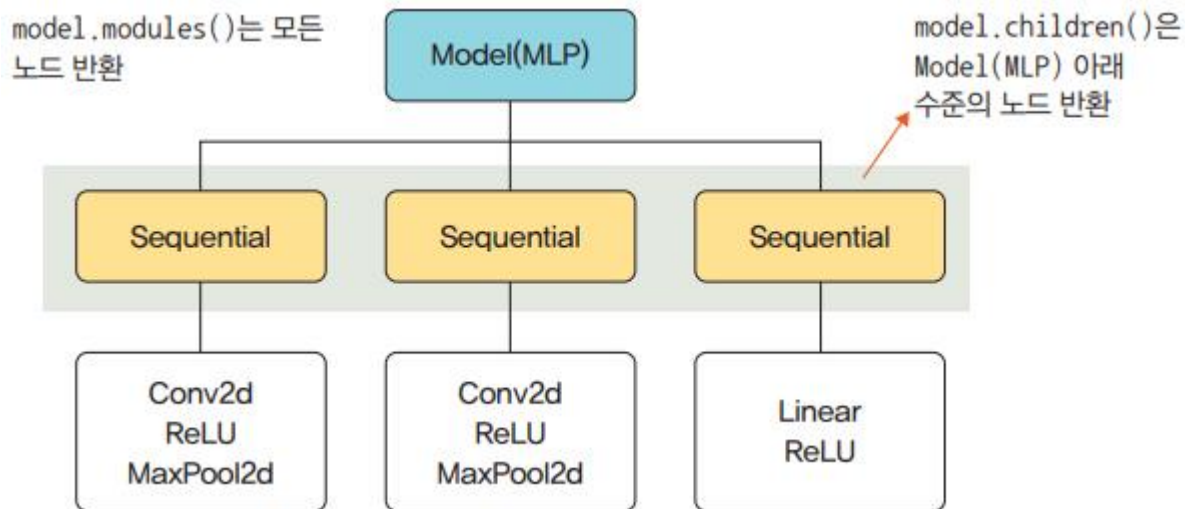 model.modules()는 모든
노드 반환
Model(MLP)
model.children()은
Model(MLP) 아래
수준의 노드 반환
Sequential
Sequential
Sequential
Conv2d
ReLU
MaxPool2d
Conv2d
ReLU
MaxPool2d
Linear
ReLU